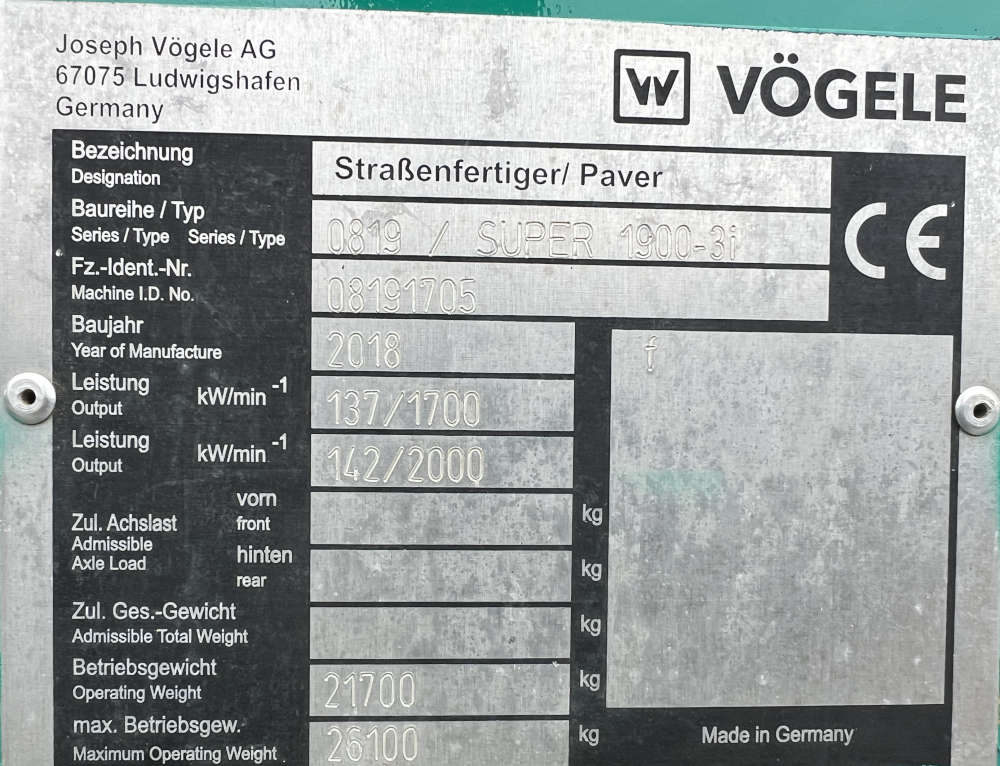 Joseph Vögele AG
67075 Ludwigshafen
Germany
VÖGELE
Bezeichnung
Designation
Straßenfertiger/ Paver
Baureihe / Typ
Series / Type Series / Type
0819 / SUPER 1900-3i
CE
Fz.-Ident.-Nr.
Machine I.D. No.
08191705
Baujahr
Year of Manufacture
2018
f
Leistung kW/min -1
Output
137/1700
Leistung kW/min -1
Output
142/2000
Zul. Achslast
Admissible
Axle Load
vorn
front
kg
hinten
rear
kg
Zul. Ges.-Gewicht
Admissible Total Weight
kg
Betriebsgewicht
Operating Weight
21700 kg
max. Betriebsgew.
Maximum Operating Weight
26100 kg
Made in Germany